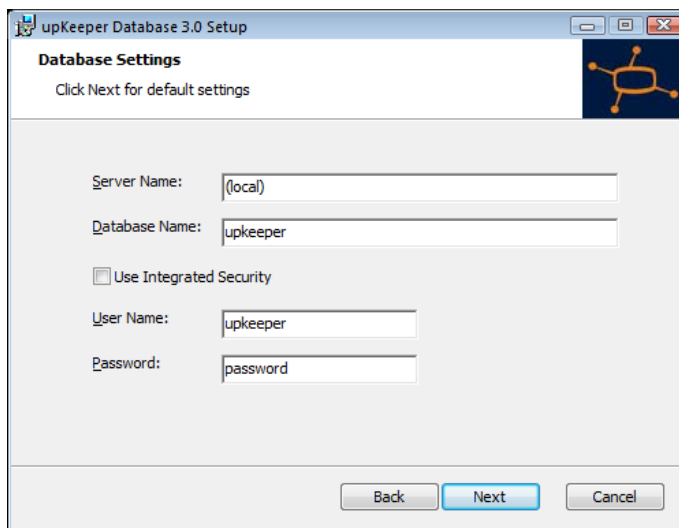 upKeeper Database 3.0 Setup
Database Settings
Click Next for default settings
Server Name: (local)
Database Name: upkeeper
Use Integrated Security
User Name: upkeeper
Password: password
Back Next Cancel